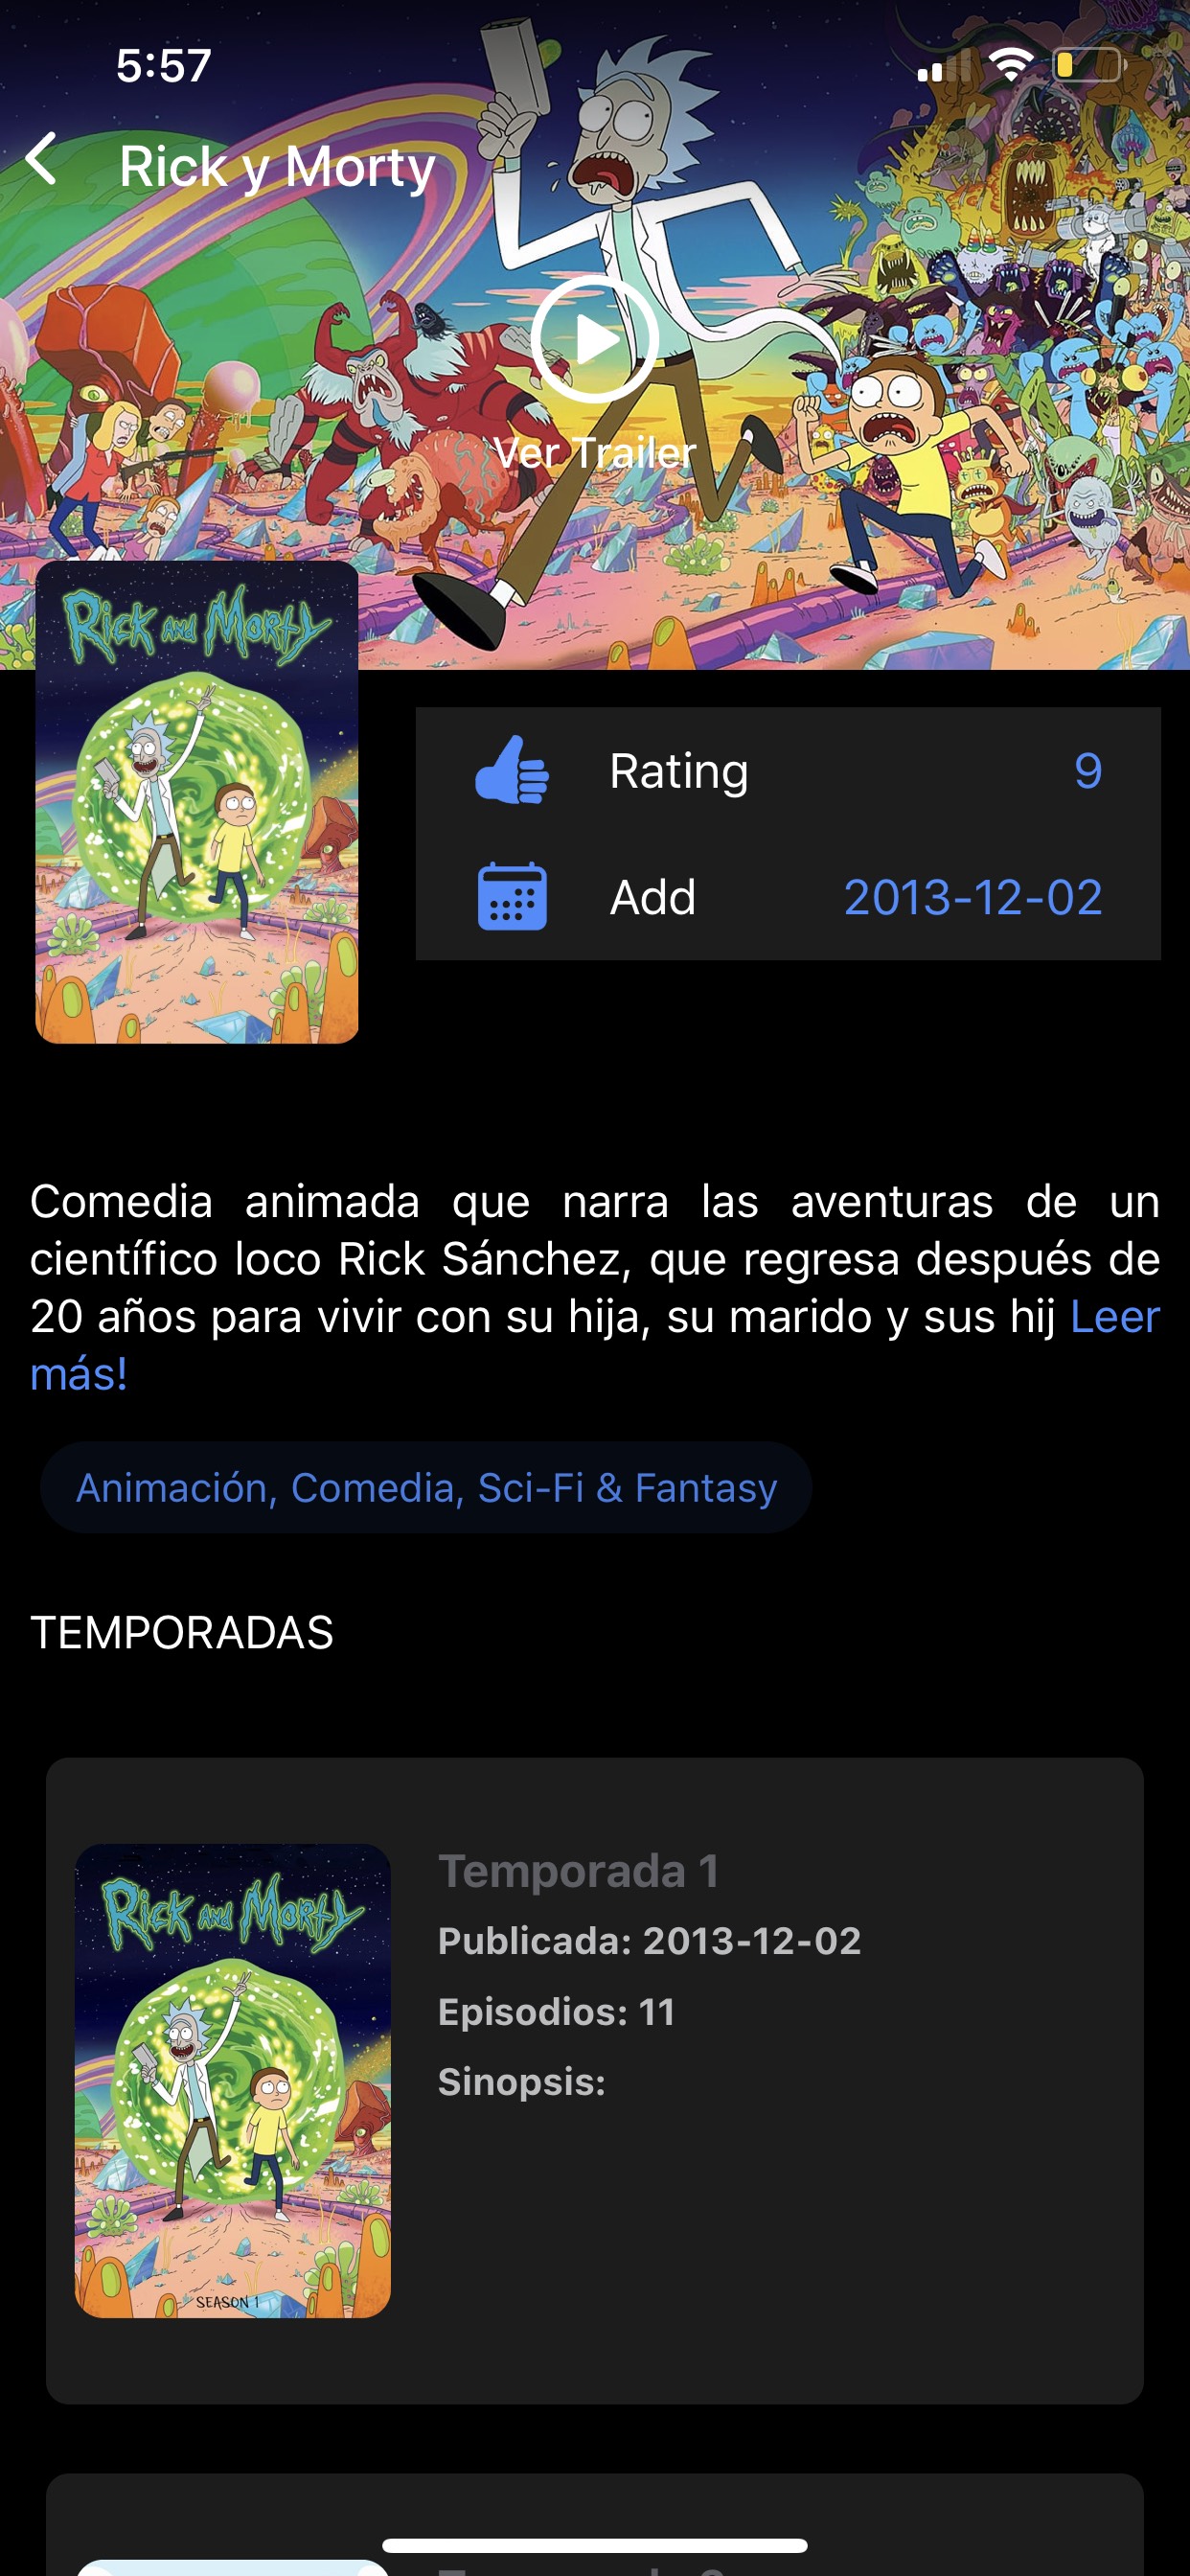 5:57
Rick y Morty
Ver Trailer
Rick and Morty
Rating 9
Add 2013-12-02
Comedia animada que narra las aventuras de un
científico loco Rick Sánchez, que regresa después de
20 años para vivir con su hija, su marido y sus hij Leer
más!
Animación, Comedia, Sci-Fi & Fantasy
TEMPORADAS
Rick and Morty
SEASON 1
Temporada 1
Publicada: 2013-12-02
Episodios: 11
Sinopsis: